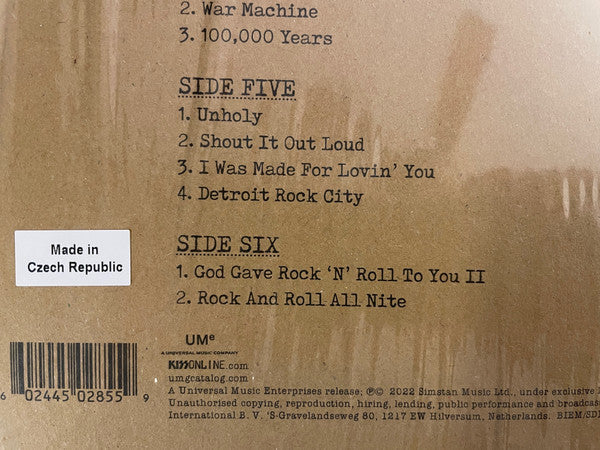 2. War Machine
3. 100,000 Years
SIDE FIVE
1. Unholy
2. Shout It Out Loud
3. I Was Made For Lovin' You
4. Detroit Rock City
Made in
Czech Republic
SIDE SIX
1. God Gave Rock 'N' Roll To You II
2. Rock And Roll All Nite
UMe
A UNIVERSAL MUSIC COMPANY
KISSONLINE.com
umgcatalog.com
6 02445 02855 9
A Universal Music Enterprises release; ℗© 2022 Simstan Music Ltd., under exclusive
Unauthorised copying, reproduction, hiring, lending, public performance and broadcas
International B. V. 'S-Gravelandseweg 80, 1217 EW Hilversum, Netherlands. BIEM/SD